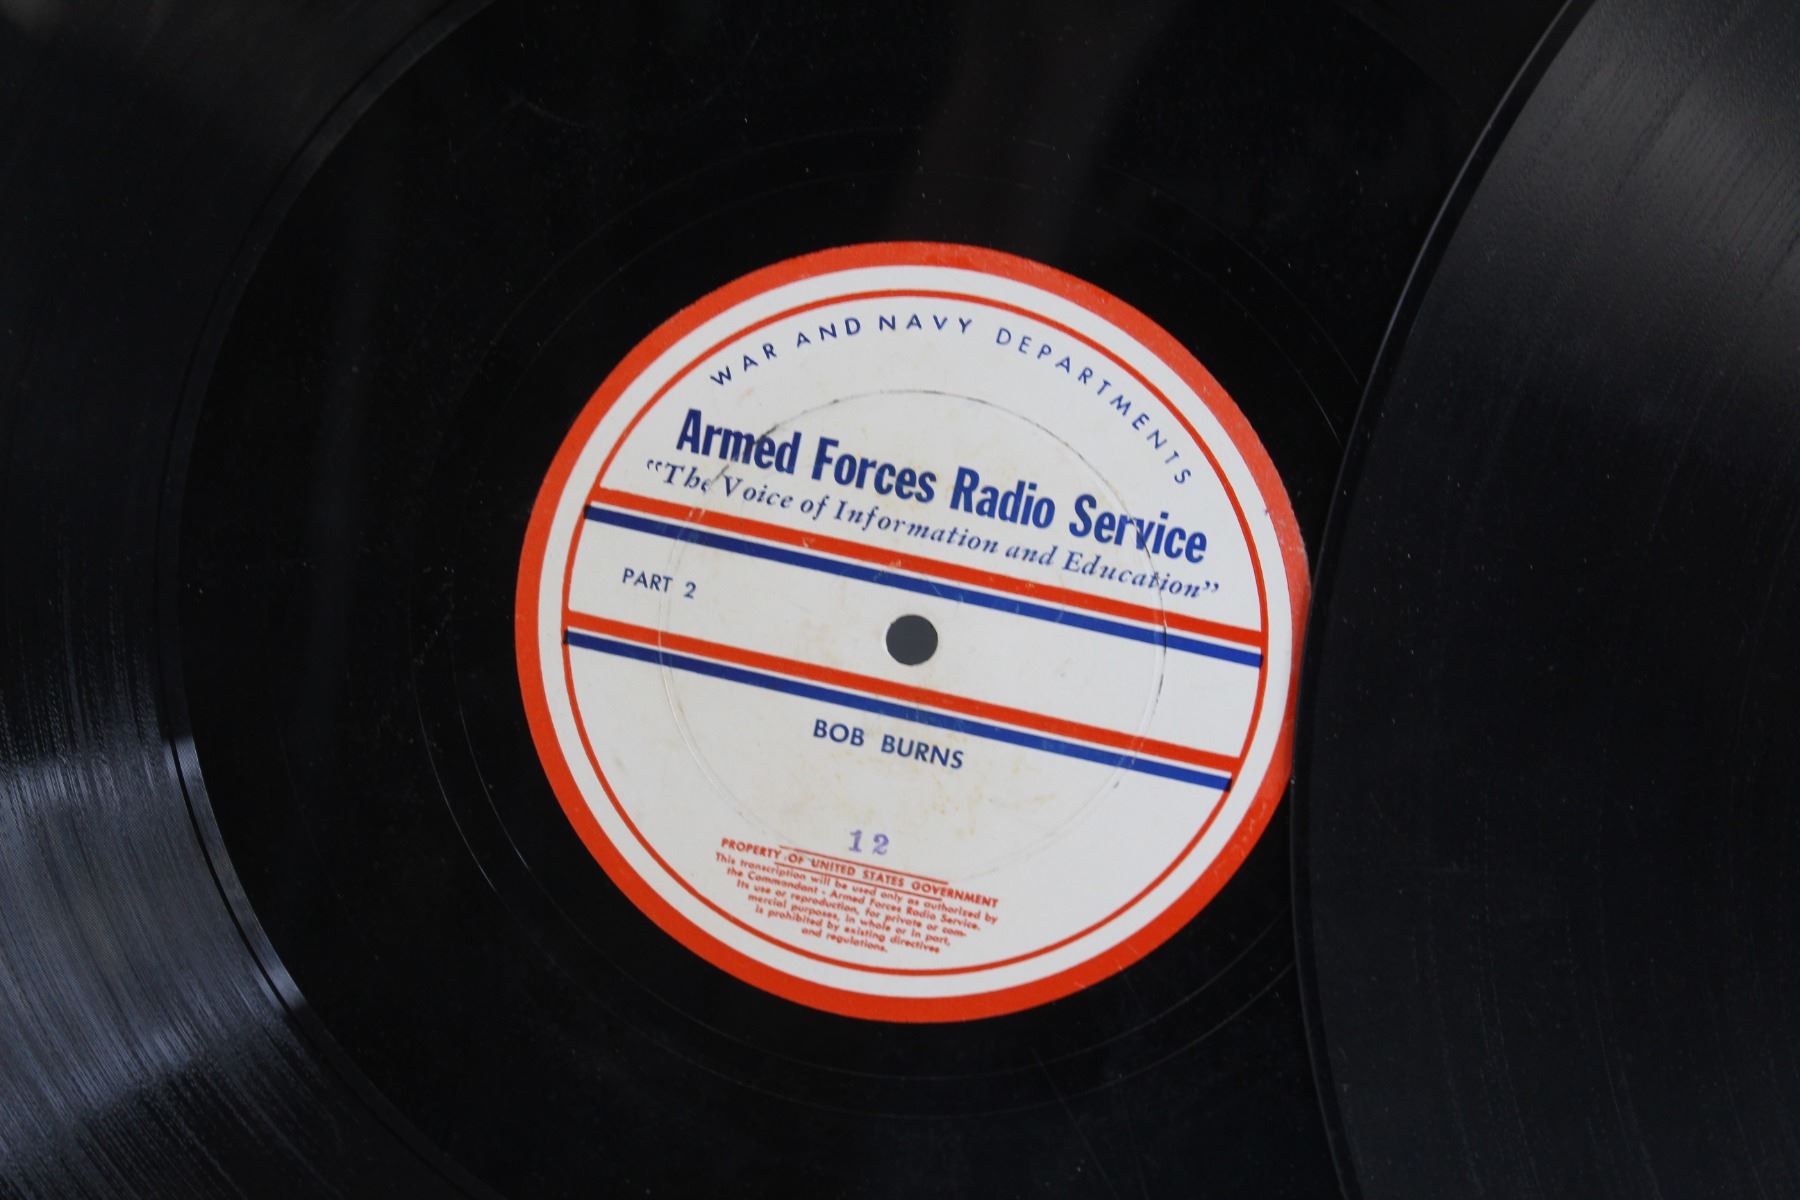 WAR AND NAVY DEPARTMENTS
Armed Forces Radio Service
“The Voice of Information and Education”
PART 2
BOB BURNS
12
PROPERTY OF UNITED STATES GOVERNMENT
This transcription will be used only as authorized by
the Commandant - Armed Forces Radio Service.
Its use or reproduction, for private or com-
mercial purposes, in whole or in part,
is prohibited by existing directives
and regulations.